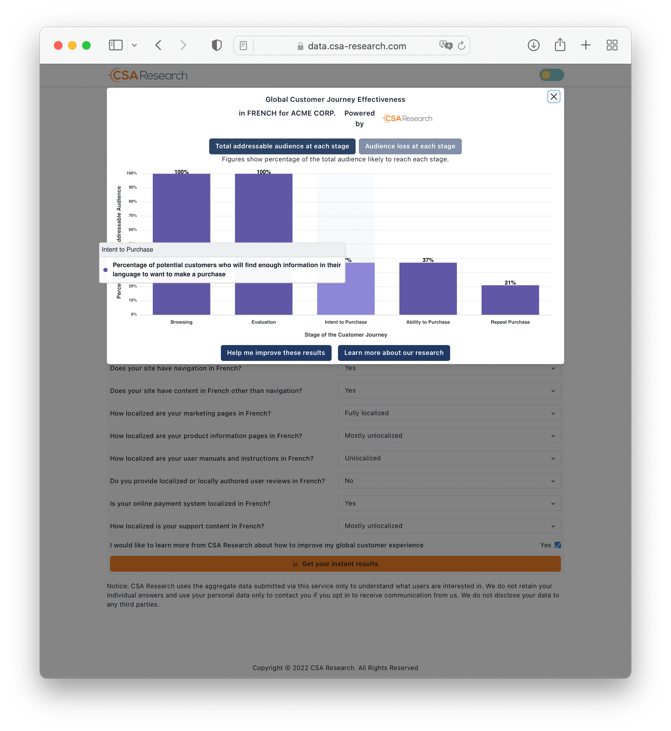 data.csa-research.com
CSA Research
Global Customer Journey Effectiveness
in FRENCH for ACME CORP. Powered by CSA Research
Total addressable audience at each stage Audience loss at each stage
Figures show percentage of the total audience likely to reach each stage.
100%
90%
80%
70%
60%
50%
20%
10%
0%
ddressable Audience
Perce
100% 100% 7% 37% 21%
Intent to Purchase
Percentage of potential customers who will find enough information in their
language to want to make a purchase
Browsing Evaluation Intent to Purchase Ability to Purchase Repeat Purchase
Stage of the Customer Journey
Help me improve these results Learn more about our research
Does your site have navigation in French? Yes
Does your site have content in French other than navigation? Yes
How localized are your marketing pages in French? Fully localized
How localized are your product information pages in French? Mostly unlocalized
How localized are your user manuals and instructions in French? Unlocalized
Do you provide localized or locally authored user reviews in French? No
Is your online payment system localized in French? Yes
How localized is your support content in French? Mostly unlocalized
I would like to learn more from CSA Research about how to improve my global customer experience Yes
Get your instant results
Notice: CSA Research uses the aggregate data submitted via this service only to understand what users are interested in. We do not retain your
individual answers and use your personal data only to contact you if you opt in to receive communication from us. We do not disclose your data to
any third parties.
Copyright © 2022 CSA Research. All Rights Reserved